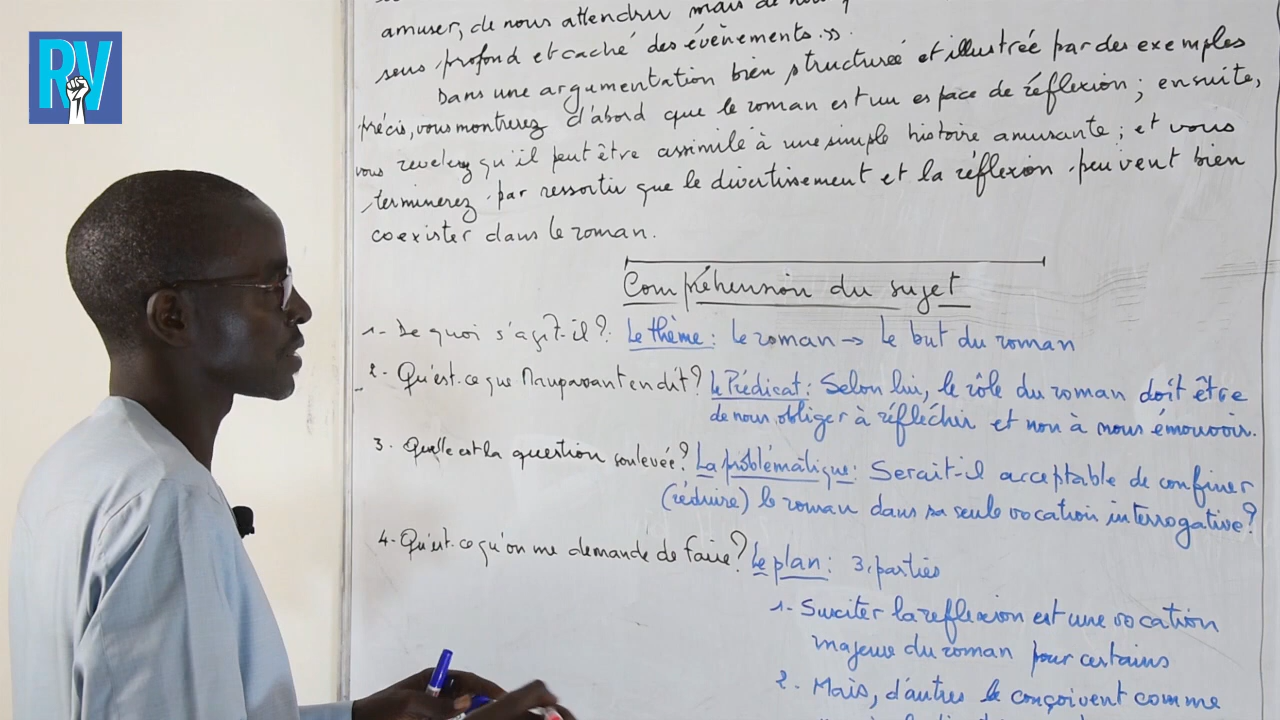 RV
amuser, de nous attendrir mais de
sens profond et caché des évènements.».
Dans une argumentation bien structurée et illustrée par des exemples
précis, vous montrerez d'abord que le roman est un espace de réflexion; ensuite,
vous revelerez qu'il peut être assimilé à une simple histoire amusante; et vous
terminerez par ressortir que le divertissement et la réflexion peuvent bien
coexister dans le roman.
Compréhension du sujet
1- De quoi s'agit-il?: Le thème: le roman → le but du roman
2- Qu'est-ce que Maupassant en dit? Le Prédicat: Selon lui, le rôle du roman doit être
de nous obliger à réfléchir et non à nous émouvoir.
3- Quelle est la question soulevée? La problématique: Serait-il acceptable de confiner
(réduire) le roman dans sa seule vocation interrogative?
4- Qu'est-ce qu'on me demande de faire? Le plan: 3 parties
1- Susciter la reflexion est une vocation
majeure du roman pour certains
2- Mais, d'autres le conçoivent comme